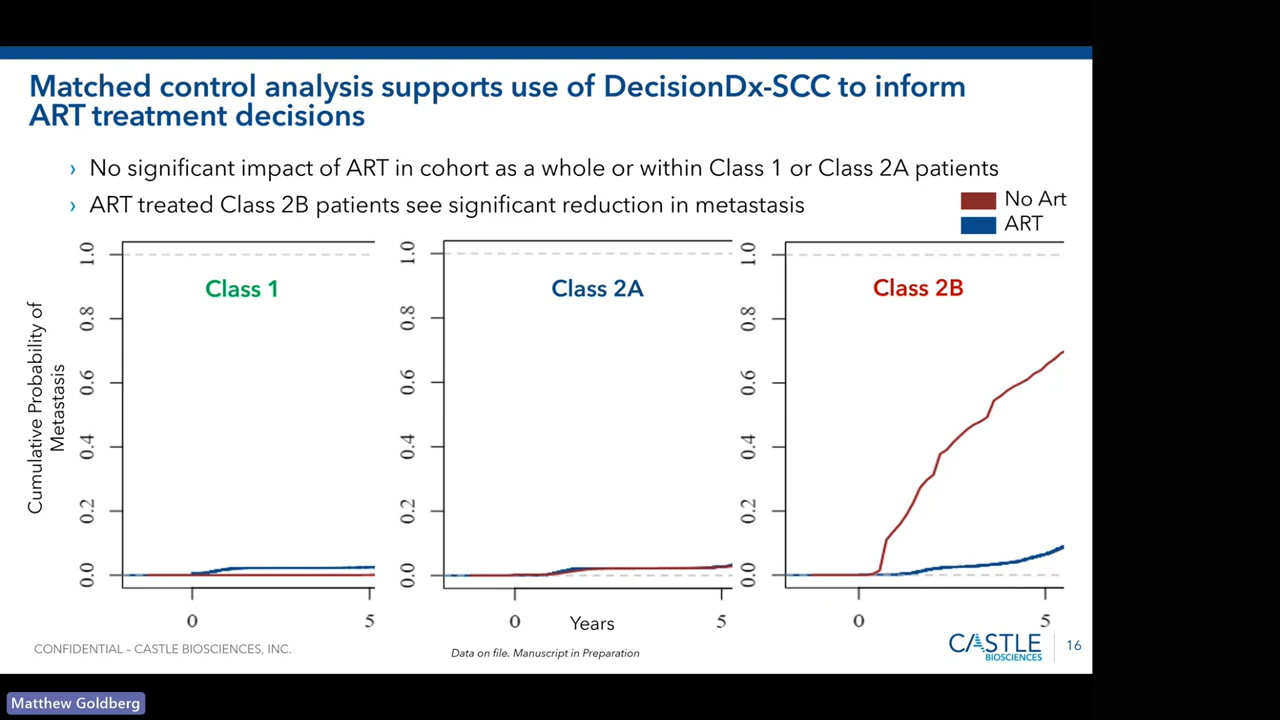 Matched control analysis supports use of DecisionDx-SCC to inform
ART treatment decisions
› No significant impact of ART in cohort as a whole or within Class 1 or Class 2A patients
› ART treated Class 2B patients see significant reduction in metastasis
No Art
ART
Cumulative Probability of
Metastasis
Class 1
1.0
0.8
0.6
0.4
0.2
0.0
0
5
Class 2A
1.0
0.8
0.6
0.4
0.2
0.0
0
5
Class 2B
1.0
0.8
0.6
0.4
0.2
0.0
0
5
Years
CONFIDENTIAL – CASTLE BIOSCIENCES, INC.
Data on file. Manuscript in Preparation
CASTLE
BIOSCIENCES
16
Matthew Goldberg